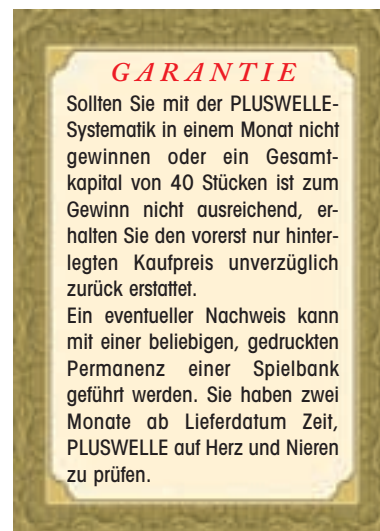 GARANTIE
Sollten Sie mit der PLUSWELLE-
Systematik in einem Monat nicht
gewinnen oder ein Gesamt-
kapital von 40 Stücken ist zum
Gewinn nicht ausreichend, er-
halten Sie den vorerst nur hinter-
legten Kaufpreis unverzüglich
zurück erstattet.
Ein eventueller Nachweis kann
mit einer beliebigen, gedruckten
Permanenz einer Spielbank
geführt werden. Sie haben zwei
Monate ab Lieferdatum Zeit,
PLUSWELLE auf Herz und Nieren
zu prüfen.